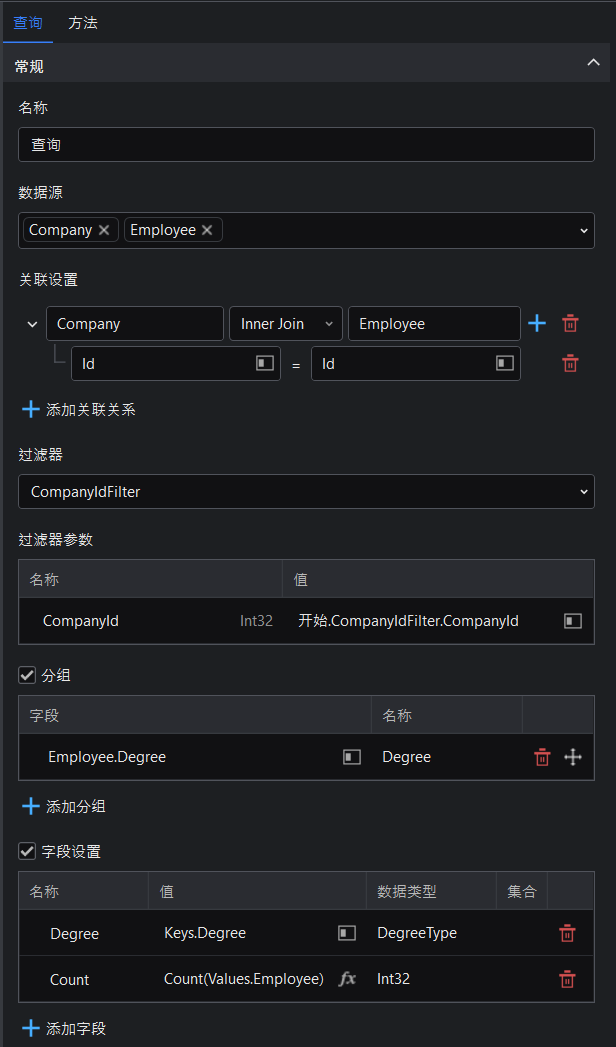 查询 方法
常规
名称
查询
数据源
Company Employee
关联设置
Company Inner Join Employee
Id = Id
添加关联关系
过滤器
CompanyIdFilter
过滤器参数
名称 值
CompanyId Int32 开始.CompanyIdFilter.CompanyId
分组
字段 名称
Employee.Degree Degree
添加分组
字段设置
名称 值 数据类型 集合
Degree Keys.Degree DegreeType
Count Count(Values.Employee) fx Int32
添加字段